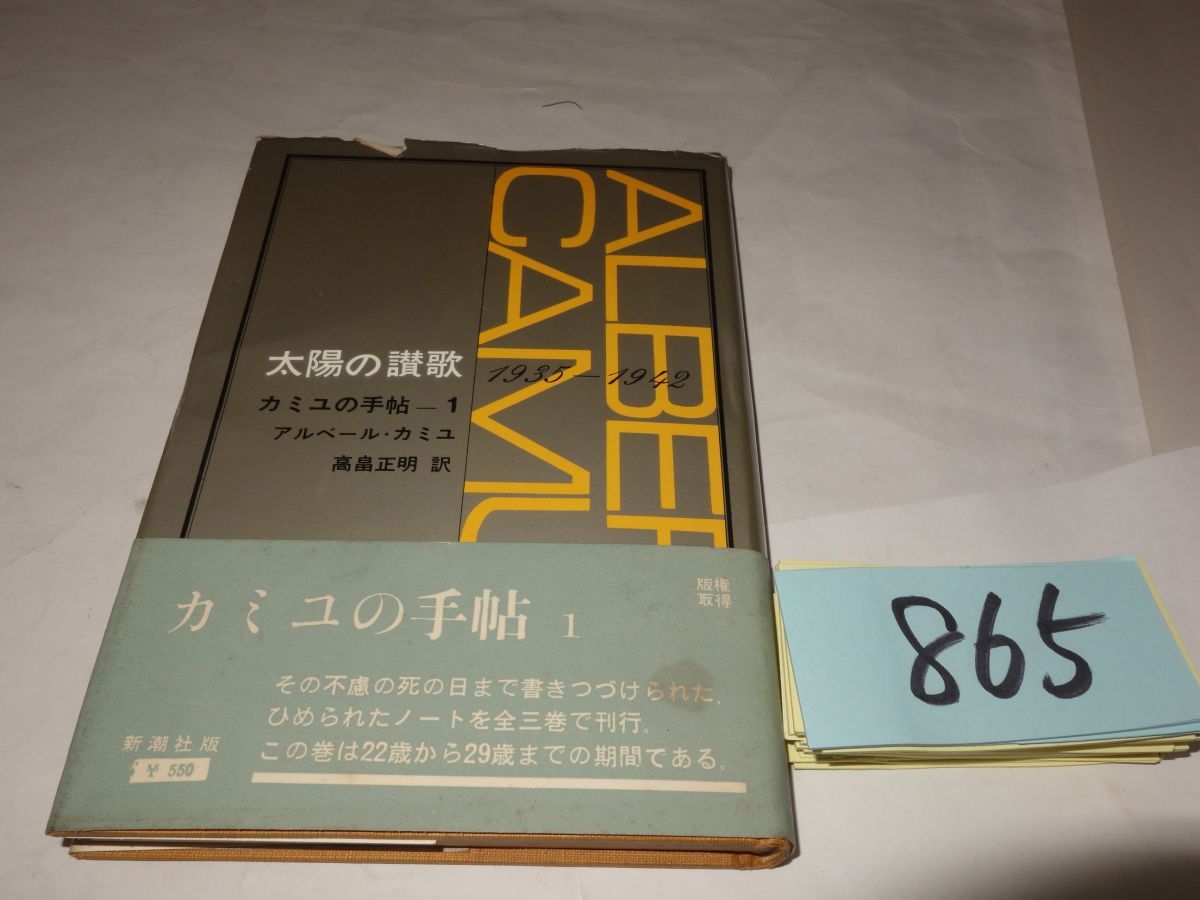 ALBE
CAMU
1935–1942
太陽の讃歌
カミユの手帖—1
アルベール・カミユ
高畠正明 訳
版権
取得
カミユの手帖 1
その不慮の死の日まで書きつづけられた、
ひめられたノートを全三巻で刊行。
この巻は22歳から29歳までの期間である。
新潮社版
¥ 550
865